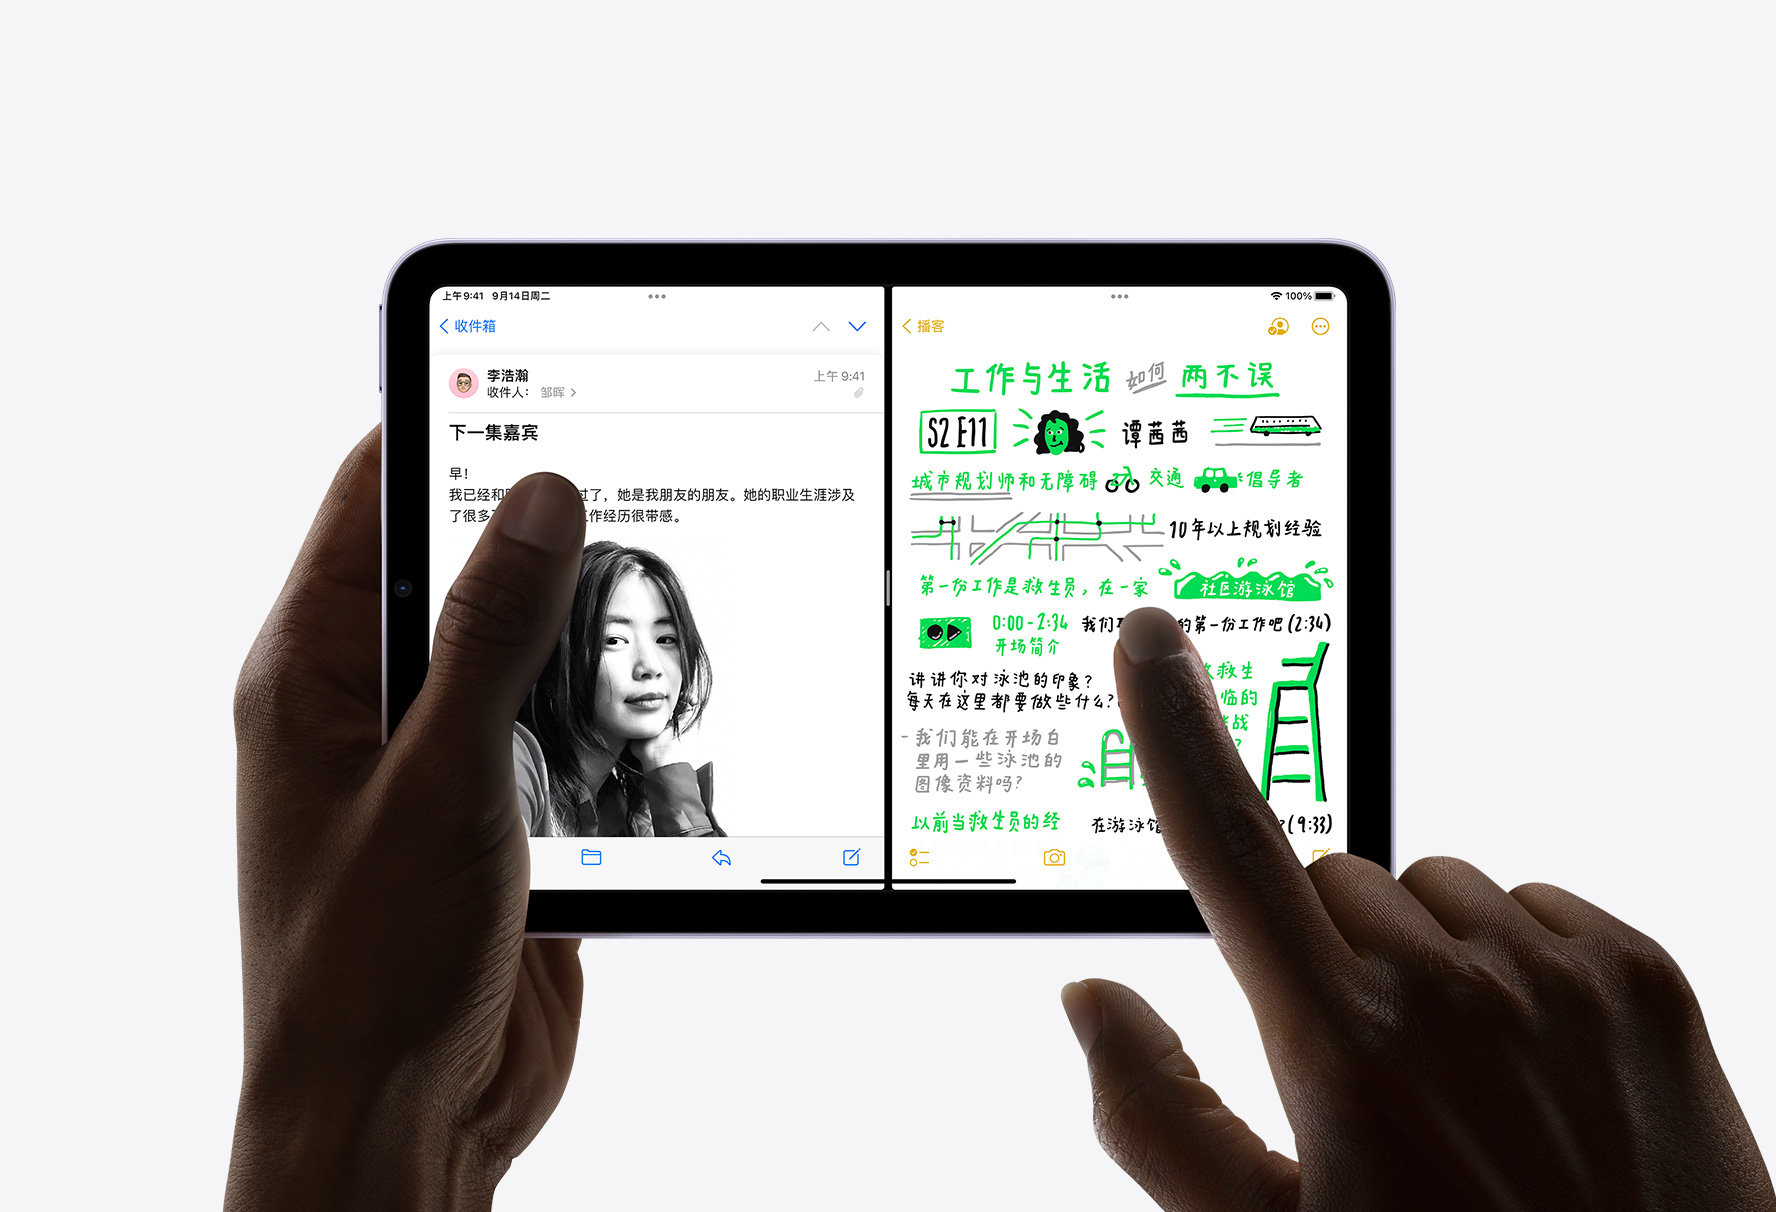 上午9:41 9月14日周二
收件箱
李浩瀚
上午 9:41
收件人： 邹晖
下一集嘉宾
早！
我已经和 过了，她是我朋友的朋友。她的职业生涯涉及
了很多 作经历很带感。
100%
播客
工作与生活 如何 两不误
S2 E11
谭茜茜
城市规划师和无障碍 交通 倡导者
10年以上规划经验
第一份工作是救生员，在一家 社区游泳馆
0:00-2:34
开场简介
我们 的第一份工作吧 (2:34)
讲讲你对泳池的印象？
每天在这里都要做些什么？
救生
临的
战
?
- 我们能在开场白
里用一些泳池的
图像资料吗？
以前当救生员的经
在游泳馆 ?(9:33)